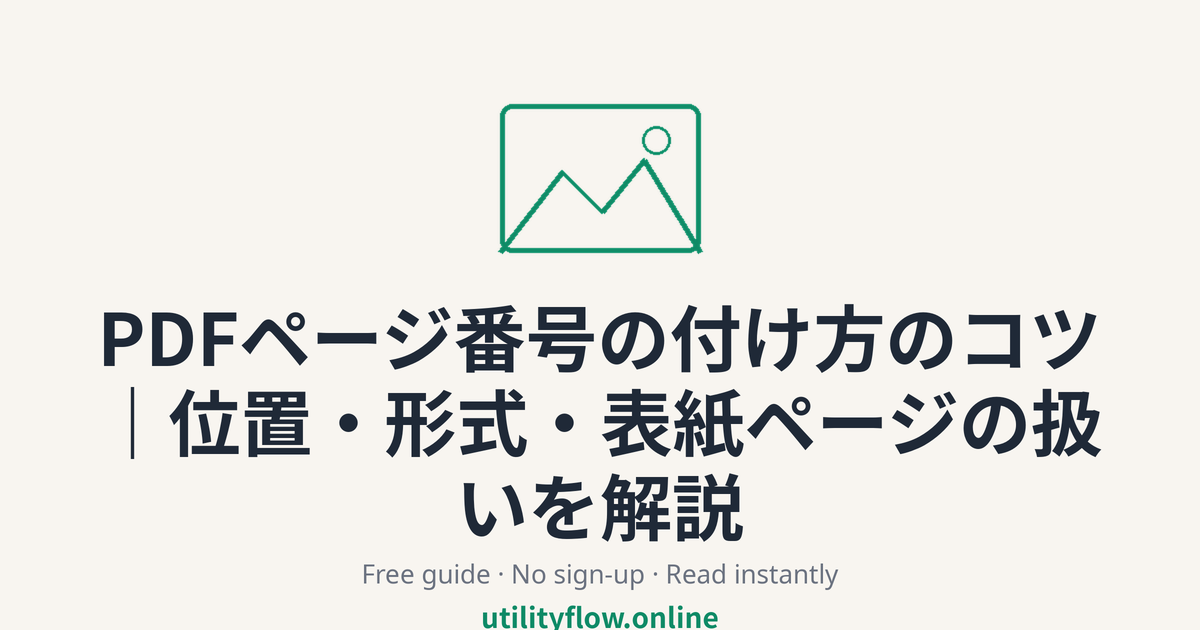 PDFページ番号の付け方のコツ
｜位置・形式・表紙ページの扱
いを解説
Free guide · No sign-up · Read instantly
utilityflow.online